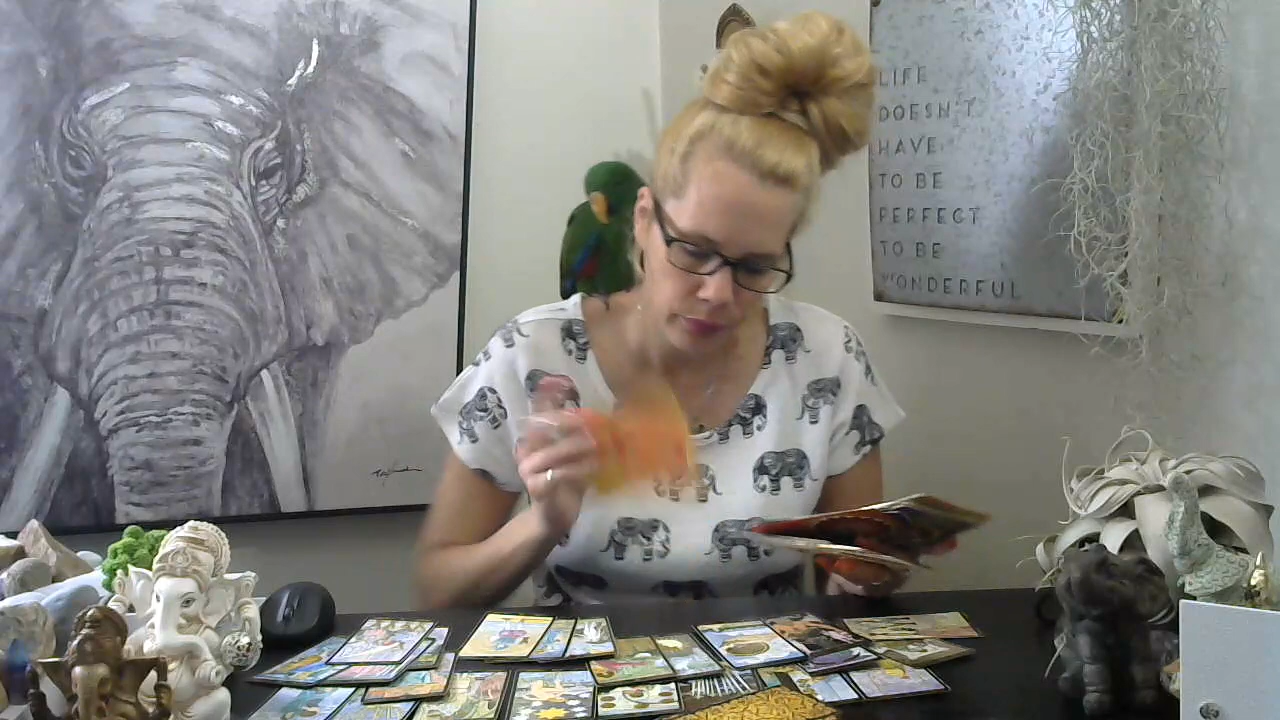 LIFE
DOESN'T
HAVE
TO BE
PERFECT
TO BE
WONDERFUL